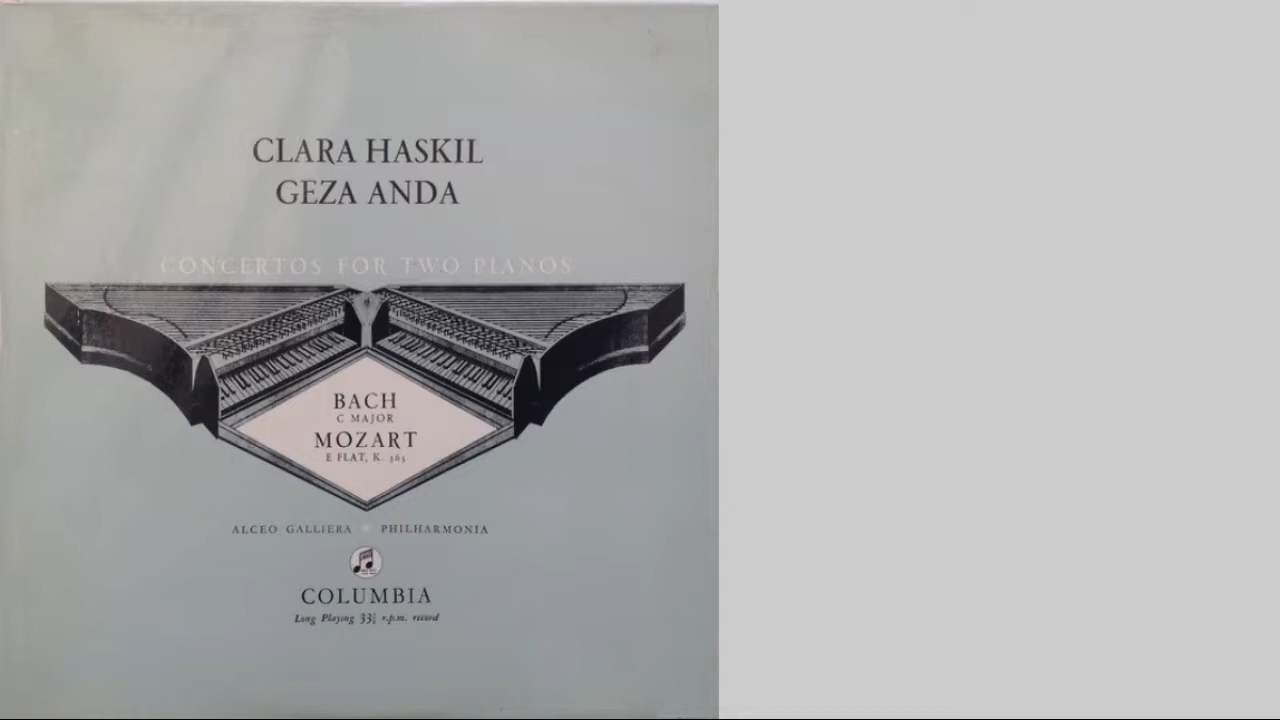 CLARA HASKIL
GEZA ANDA
CONCERTOS FOR TWO PIANOS
BACH
C MAJOR
MOZART
E FLAT, K. 365
ALCEO GALLIERA * PHILHARMONIA
COLUMBIA
Long Playing 33⅓ r.p.m. record